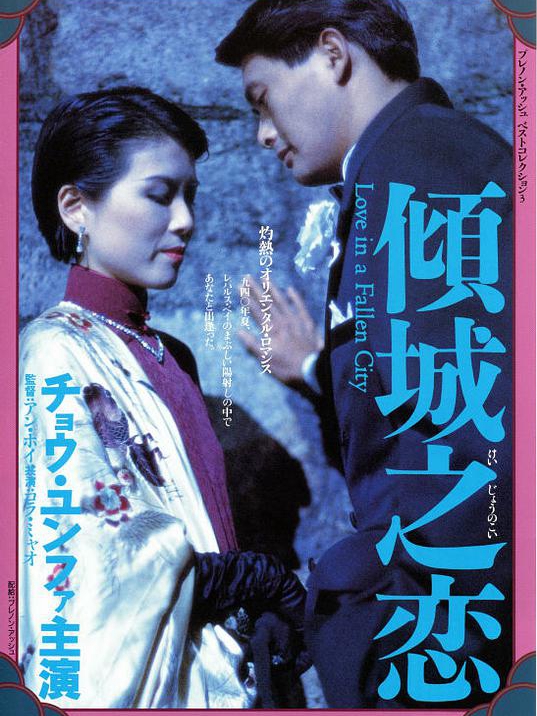 プレノン・アッシュ ベストコレクション3
傾城之恋
けい じょうのこい
Love in a Fallen City
灼熱のオリエンタル・ロマンス
一九四〇年夏、
レパルス・ベイのまぶしい陽射しの中で
あなたと出逢った。
チョウ・ユンファ主演
監督:アン・ホイ 共演:コラ・ミャオ
配給:プレノン・アッシュ